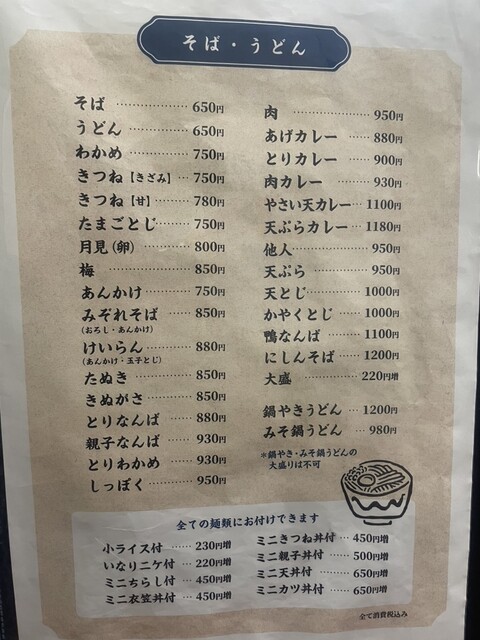 そば・うどん
そば ………………… 650円
うどん ……………… 650円
わかめ ……………… 750円
きつね【きざみ】… 750円
きつね【甘】……… 780円
たまごとじ………… 750円
月見(卵) ………… 800円
梅 …………………… 850円
あんかけ …………… 750円
みぞれそば ………… 850円
(おろし・あんかけ)
けいらん …………… 880円
(あんかけ・玉子とじ)
たぬき ……………… 850円
きぬがさ …………… 850円
とりなんば ………… 880円
親子なんば ………… 930円
とりわかめ ………… 930円
しっぽく …………… 950円
肉 …………………… 950円
あげカレー ………… 880円
とりカレー ………… 900円
肉カレー …………… 930円
やさい天カレー… 1100円
天ぷらカレー…… 1180円
他人………………… 950円
天ぷら ……………… 950円
天とじ …………… 1000円
かやくとじ ……… 1000円
鴨なんば ………… 1100円
にしんそば ……… 1200円
大盛 ……………… 220円増
鍋やきうどん …… 1200円
みそ鍋うどん …… 980円
*鍋やき・みそ鍋うどんの
大盛りは不可
全ての麺類にお付けできます
小ライス付 …… 230円増
いなりニケ付 … 220円増
ミニちらし付 … 450円増
ミニ衣笠丼付 … 450円増
ミニきつね丼付… 450円増
ミニ親子丼付 … 500円増
ミニ天丼付 …… 650円増
ミニカツ丼付 … 650円増
全て消費税込み